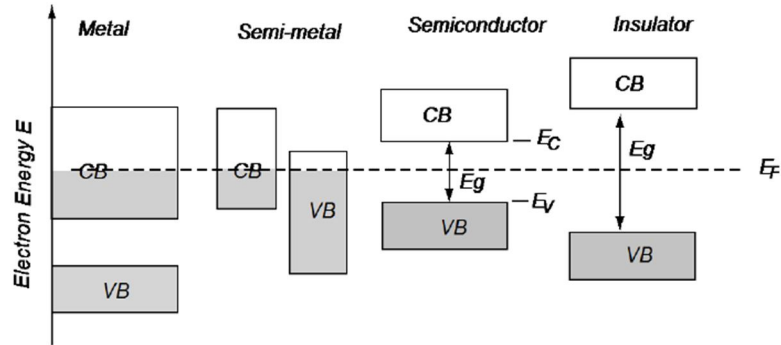 Metal
Semi-metal
Semiconductor
Insulator
Electron Energy E
CB
VB
CB
VB
CB
E_C
Eg
E_V
VB
CB
Eg
VB
E_F